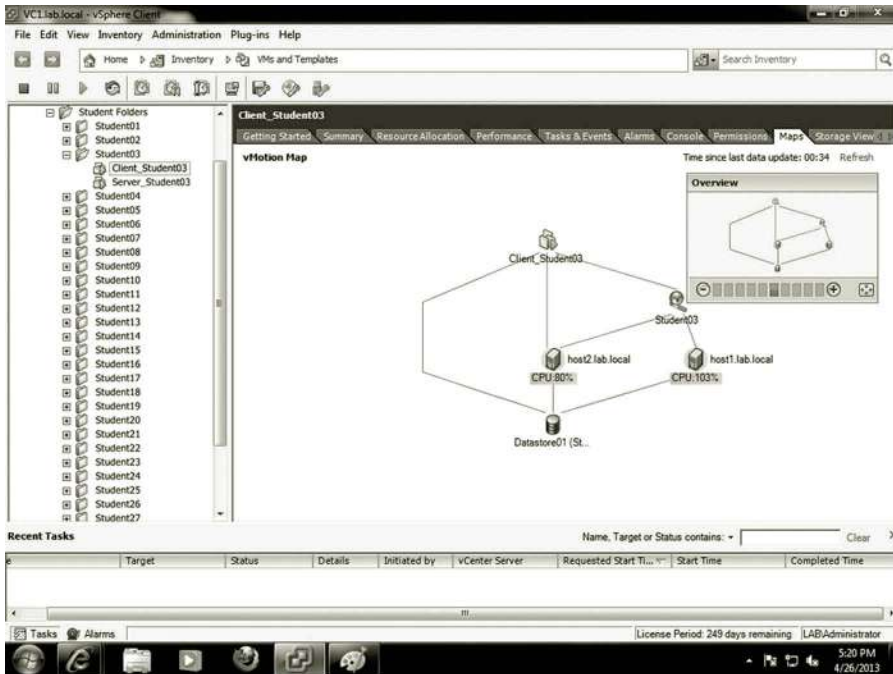 VC1.lab.local - vSphere Client
File Edit View Inventory Administration Plug-ins Help
Home Inventory VMs and Templates
Search Inventory
Student Folders
Student01
Student02
Student03
Client_Student03
Server_Student03
Student04
Student05
Student06
Student07
Student08
Student09
Student10
Student11
Student12
Student13
Student14
Student15
Student16
Student17
Student18
Student19
Student20
Student21
Student22
Student23
Student24
Student25
Student26
Student27
Client_Student03
Getting Started Summary Resource Allocation Performance Tasks & Events Alarms Console Permissions Maps Storage View
vMotion Map
Time since last data update: 00:34 Refresh
Overview
Client_Student03
Student03
host2.lab.local
CPU:80%
host1.lab.local
CPU:103%
Datastore01 (St...
Recent Tasks
Name, Target or Status contains:
Clear
e Target Status Details Initiated by vCenter Server Requested Start Ti... Start Time Completed Time
Tasks Alarms
License Period: 249 days remaining LAB\Administrator
5:20 PM
4/26/2013